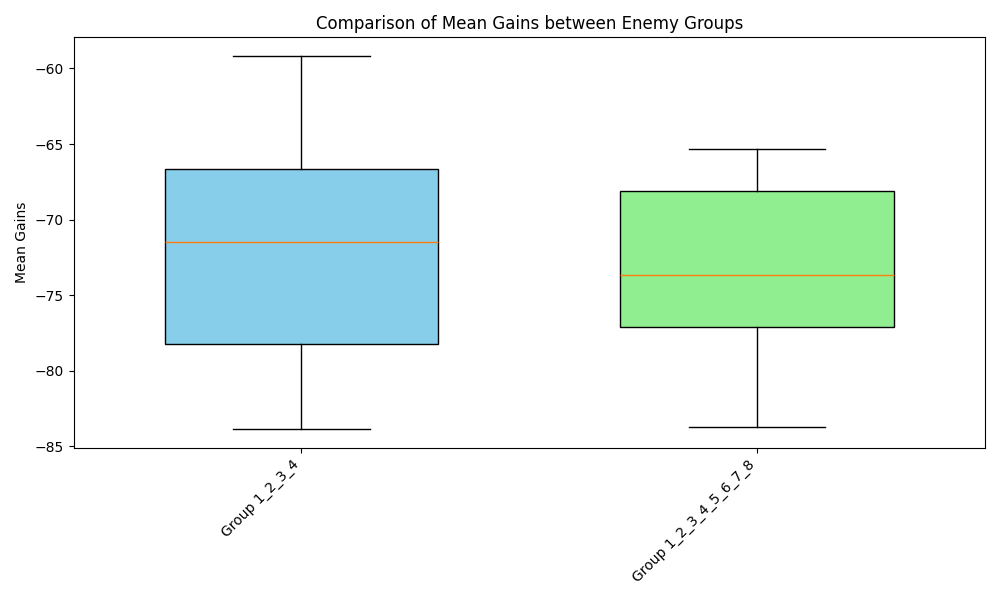 Comparison of Mean Gains between Enemy Groups
Mean Gains
−60
−65
−70
−75
−80
−85
Group 1_2_3_4
Group 1_2_3_4_5_6_7_8